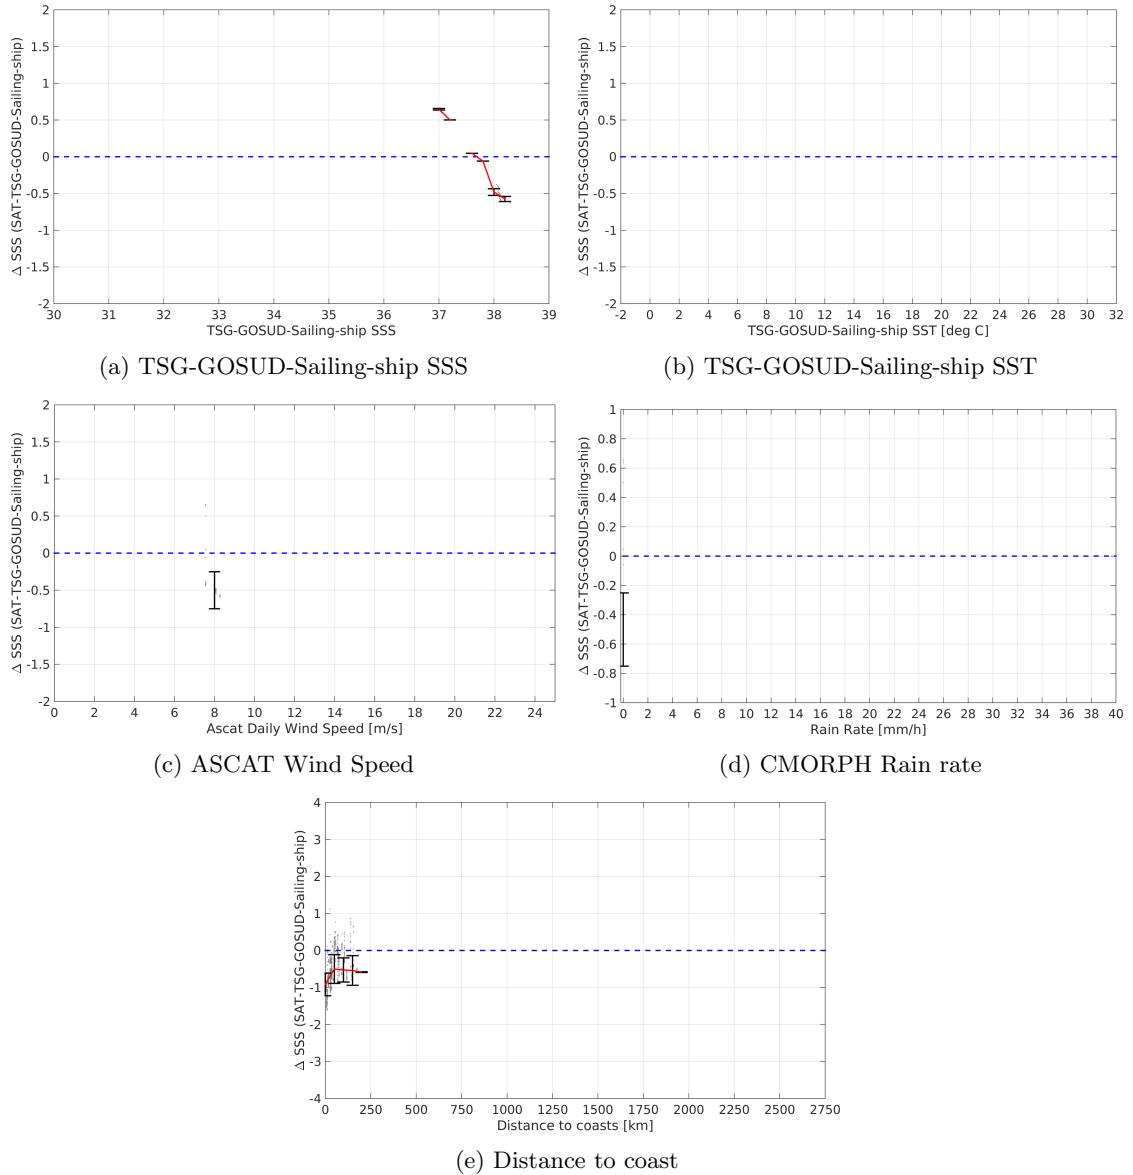 2
1.5
1
0.5
0
-0.5
-1
-1.5
-2
Δ SSS (SAT-TSG-GOSUD-Sailing-ship)
30 31 32 33 34 35 36 37 38 39
TSG-GOSUD-Sailing-ship SSS
(a) TSG-GOSUD-Sailing-ship SSS
2
1.5
1
0.5
0
-0.5
-1
-1.5
-2
Δ SSS (SAT-TSG-GOSUD-Sailing-ship)
-2 0 2 4 6 8 10 12 14 16 18 20 22 24 26 28 30 32
TSG-GOSUD-Sailing-ship SST [deg C]
(b) TSG-GOSUD-Sailing-ship SST
2
1.5
1
0.5
0
-0.5
-1
-1.5
-2
Δ SSS (SAT-TSG-GOSUD-Sailing-ship)
0 2 4 6 8 10 12 14 16 18 20 22 24
Ascat Daily Wind Speed [m/s]
(c) ASCAT Wind Speed
1
0.8
0.6
0.4
0.2
0
-0.2
-0.4
-0.6
-0.8
-1
Δ SSS (SAT-TSG-GOSUD-Sailing-ship)
0 2 4 6 8 10 12 14 16 18 20 22 24 26 28 30 32 34 36 38 40
Rain Rate [mm/h]
(d) CMORPH Rain rate
4
3
2
1
0
-1
-2
-3
-4
Δ SSS (SAT-TSG-GOSUD-Sailing-ship)
0 250 500 750 1000 1250 1500 1750 2000 2250 2500 2750
Distance to coasts [km]
(e) Distance to coast